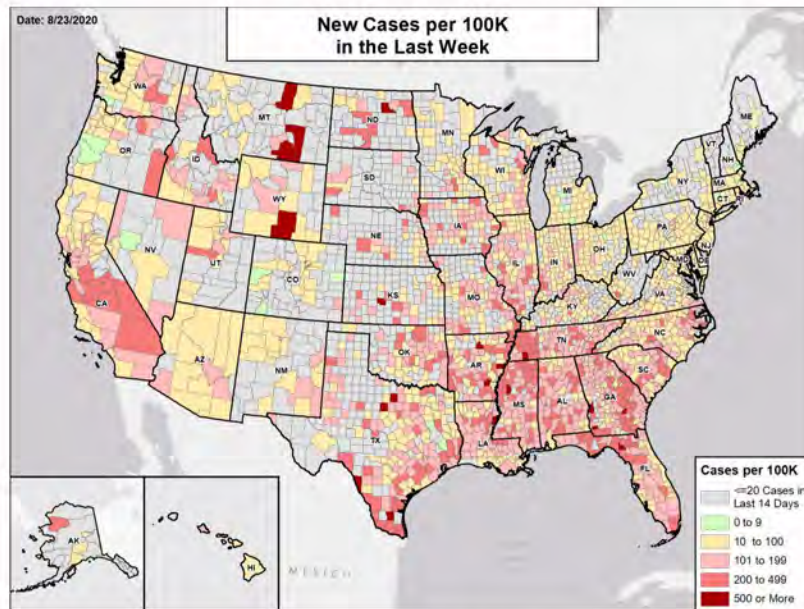 Date: 8/23/2020
New Cases per 100K
in the Last Week
WA
MT
ND
MN
ME
OR
ID
WY
SD
WI
MI
VT
NH
NY
MA
CT
RI
NV
UT
CO
NE
IA
IL
IN
OH
PA
NJ
MD
DE
WV
VA
CA
AZ
NM
KS
MO
KY
OK
AR
TN
NC
SC
TX
LA
MS
AL
GA
FL
AK
HI
MEXICO
Cases per 100K
<=20 Cases in
Last 14 Days
0 to 9
10 to 100
101 to 199
200 to 499
500 or More